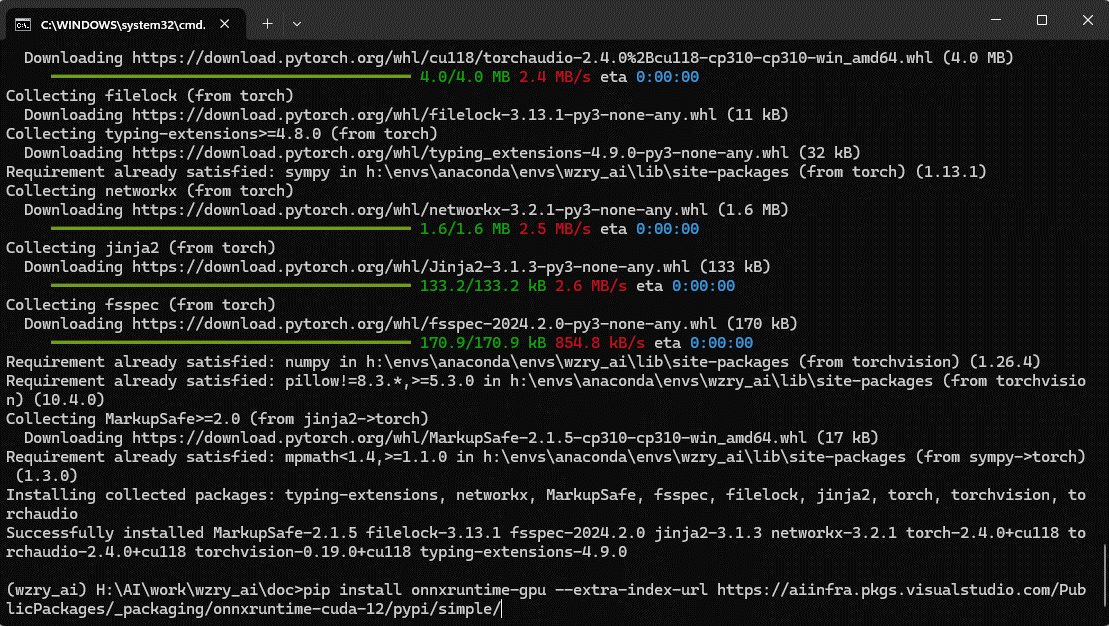 C:\WINDOWS\system32\cmd.
Downloading https://download.pytorch.org/whl/cu118/torchaudio-2.4.0%2Bcu118-cp310-cp310-win_amd64.whl (4.0 MB)
4.0/4.0 MB 2.4 MB/s eta 0:00:00
Collecting filelock (from torch)
Downloading https://download.pytorch.org/whl/filelock-3.13.1-py3-none-any.whl (11 kB)
Collecting typing-extensions>=4.8.0 (from torch)
Downloading https://download.pytorch.org/whl/typing_extensions-4.9.0-py3-none-any.whl (32 kB)
Requirement already satisfied: sympy in h:\envs\anaconda\envs\wzry_ai\lib\site-packages (from torch) (1.13.1)
Collecting networkx (from torch)
Downloading https://download.pytorch.org/whl/networkx-3.2.1-py3-none-any.whl (1.6 MB)
1.6/1.6 MB 2.5 MB/s eta 0:00:00
Collecting jinja2 (from torch)
Downloading https://download.pytorch.org/whl/Jinja2-3.1.3-py3-none-any.whl (133 kB)
133.2/133.2 kB 2.6 MB/s eta 0:00:00
Collecting fsspec (from torch)
Downloading https://download.pytorch.org/whl/fsspec-2024.2.0-py3-none-any.whl (170 kB)
170.9/170.9 kB 854.8 kB/s eta 0:00:00
Requirement already satisfied: numpy in h:\envs\anaconda\envs\wzry_ai\lib\site-packages (from torchvision) (1.26.4)
Requirement already satisfied: pillow!=8.3.*,>=5.3.0 in h:\envs\anaconda\envs\wzry_ai\lib\site-packages (from torchvisio
n) (10.4.0)
Collecting MarkupSafe>=2.0 (from jinja2->torch)
Downloading https://download.pytorch.org/whl/MarkupSafe-2.1.5-cp310-cp310-win_amd64.whl (17 kB)
Requirement already satisfied: mpmath<1.4,>=1.1.0 in h:\envs\anaconda\envs\wzry_ai\lib\site-packages (from sympy->torch)
(1.3.0)
Installing collected packages: typing-extensions, networkx, MarkupSafe, fsspec, filelock, jinja2, torch, torchvision, to
rchaudio
Successfully installed MarkupSafe-2.1.5 filelock-3.13.1 fsspec-2024.2.0 jinja2-3.1.3 networkx-3.2.1 torch-2.4.0+cu118 to
rchaudio-2.4.0+cu118 torchvision-0.19.0+cu118 typing-extensions-4.9.0
(wzry_ai) H:\AI\work\wzry_ai\doc>pip install onnxruntime-gpu --extra-index-url https://aiinfra.pkgs.visualstudio.com/Pub
licPackages/_packaging/onnxruntime-cuda-12/pypi/simple/